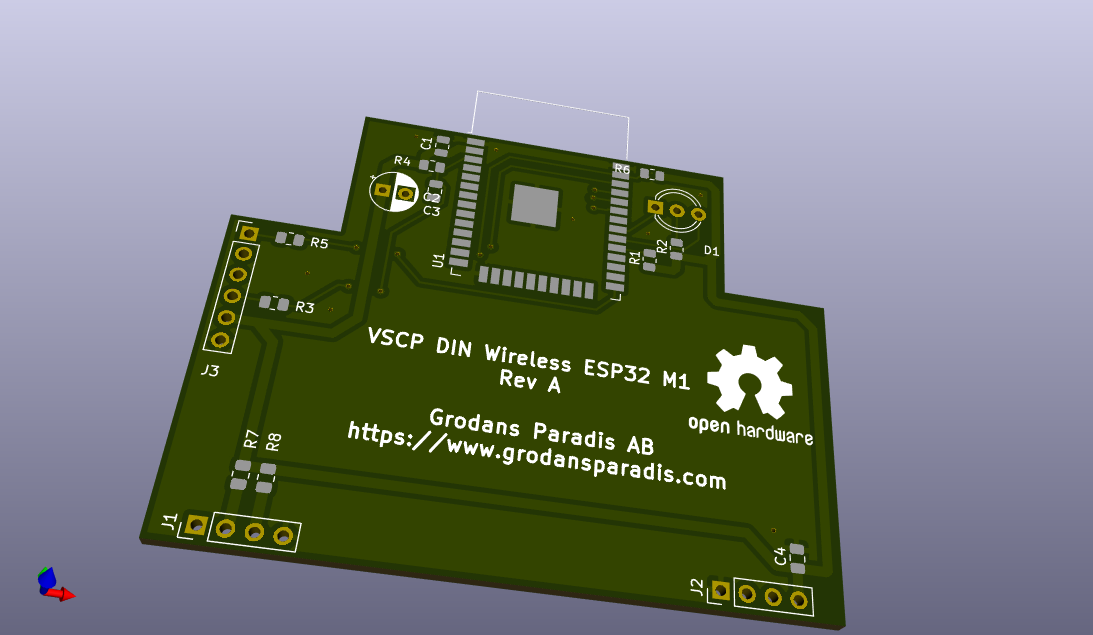 C1
R4
R6
+
C2
C3
U1
R1
R2
D1
R5
R3
J3
VSCP DIN Wireless ESP32 M1
Rev A
Grodans Paradis AB
https://www.grodansparadis.com
open hardware
R7
R8
J1
C4
J2